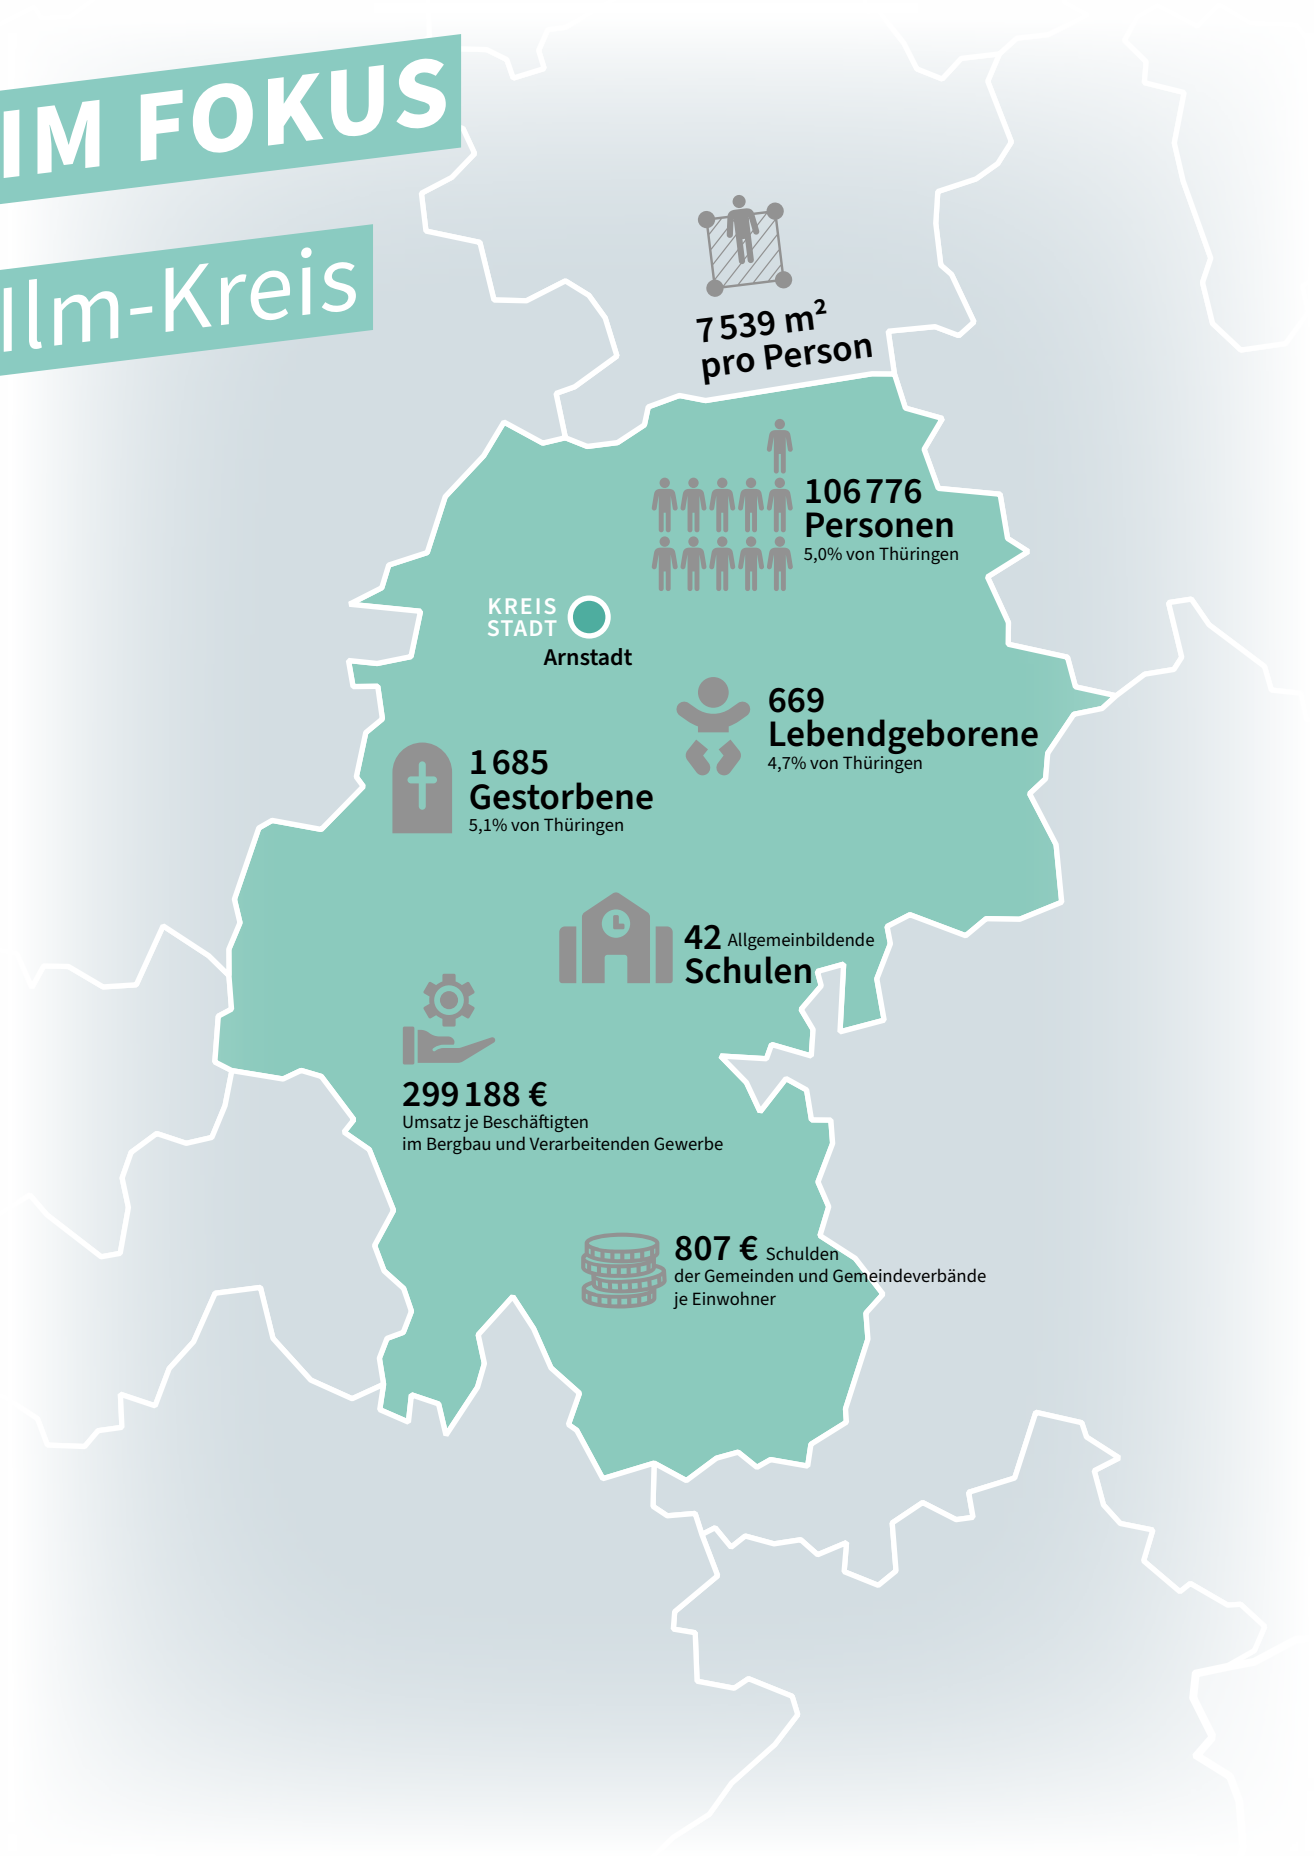 IM FOKUS
Ilm-Kreis
7 539 m²
pro Person
106 776
Personen
5,0% von Thüringen
KREIS
STADT
Arnstadt
669
Lebendgeborene
4,7% von Thüringen
1 685
Gestorbene
5,1% von Thüringen
42 Allgemeinbildende
Schulen
299 188 €
Umsatz je Beschäftigten
im Bergbau und Verarbeitenden Gewerbe
807 € Schulden
der Gemeinden und Gemeindeverbände
je Einwohner